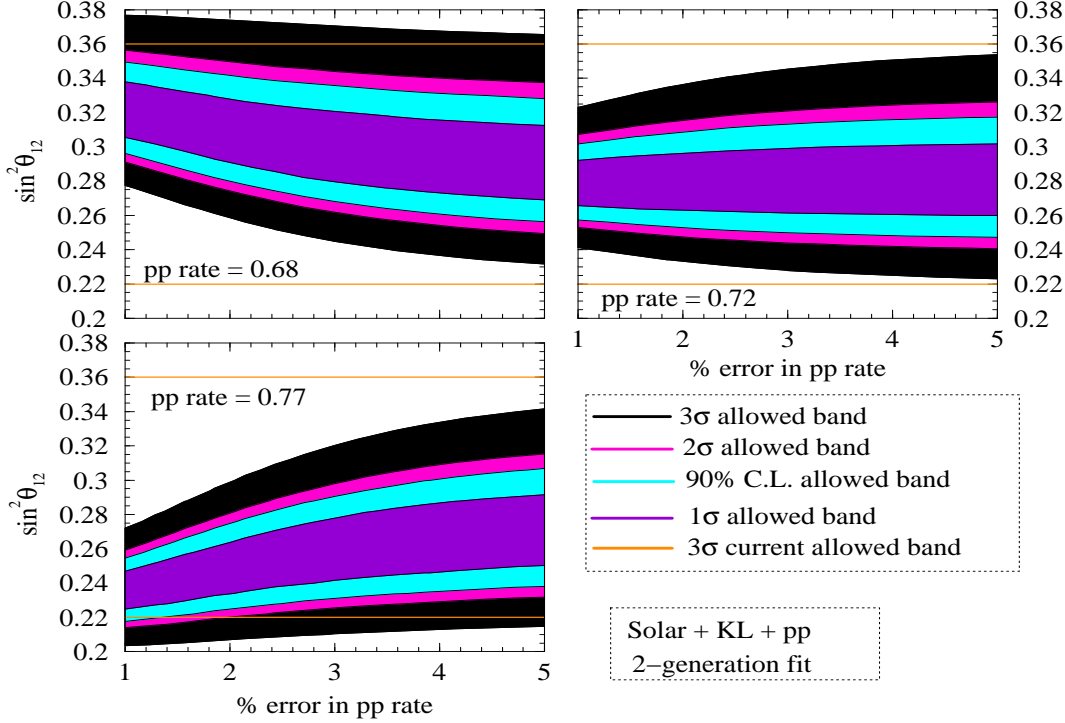 0.38
0.36
0.34
0.32
0.3
0.28
0.26
0.24
0.22
0.2
sin²θ₁₂
pp rate = 0.68
0.38
0.36
0.34
0.32
0.3
0.28
0.26
0.24
0.22
0.2
pp rate = 0.72
1 2 3 4 5
% error in pp rate
0.38
0.36
0.34
0.32
0.3
0.28
0.26
0.24
0.22
0.2
sin²θ₁₂
pp rate = 0.77
1 2 3 4 5
% error in pp rate
3σ allowed band
2σ allowed band
90% C.L. allowed band
1σ allowed band
3σ current allowed band
Solar + KL + pp
2−generation fit